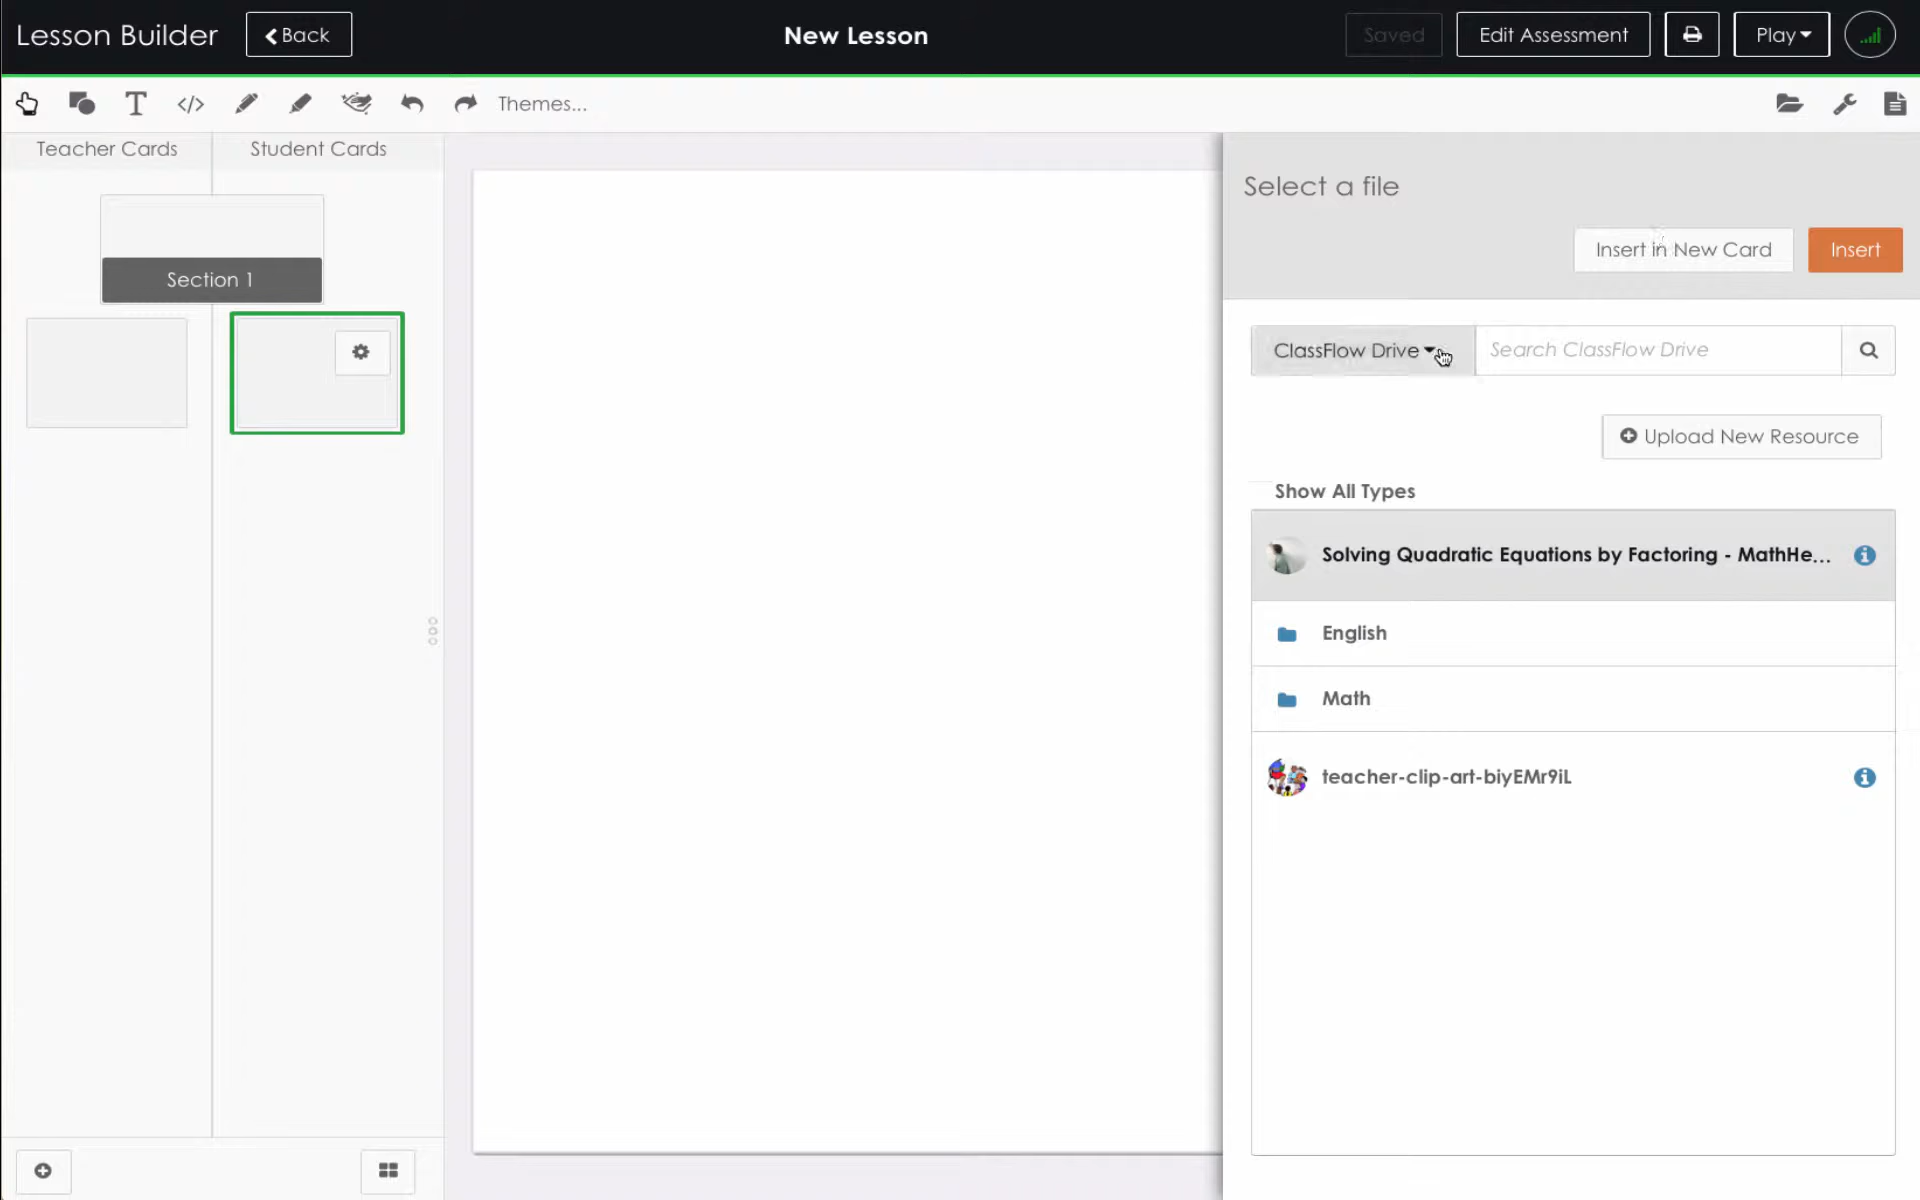 Lesson Builder
Back
New Lesson
Saved
Edit Assessment
Play
Themes...
Teacher Cards
Student Cards
Section 1
Select a file
Insert in New Card
Insert
ClassFlow Drive
Search ClassFlow Drive
Upload New Resource
Show All Types
Solving Quadratic Equations by Factoring - MathHe...
English
Math
teacher-clip-art-biyEMr9iL